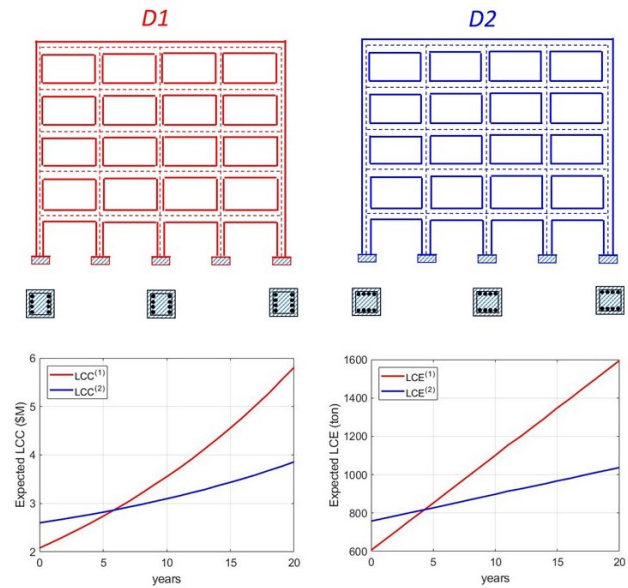 D1
D2
6
5
4
3
2
Expected LCC ($M)
LCC(1)
LCC(2)
0 5 10 15 20
years
1600
1400
1200
1000
800
600
Expected LCE (ton)
LCE(1)
LCE(2)
0 5 10 15 20
years